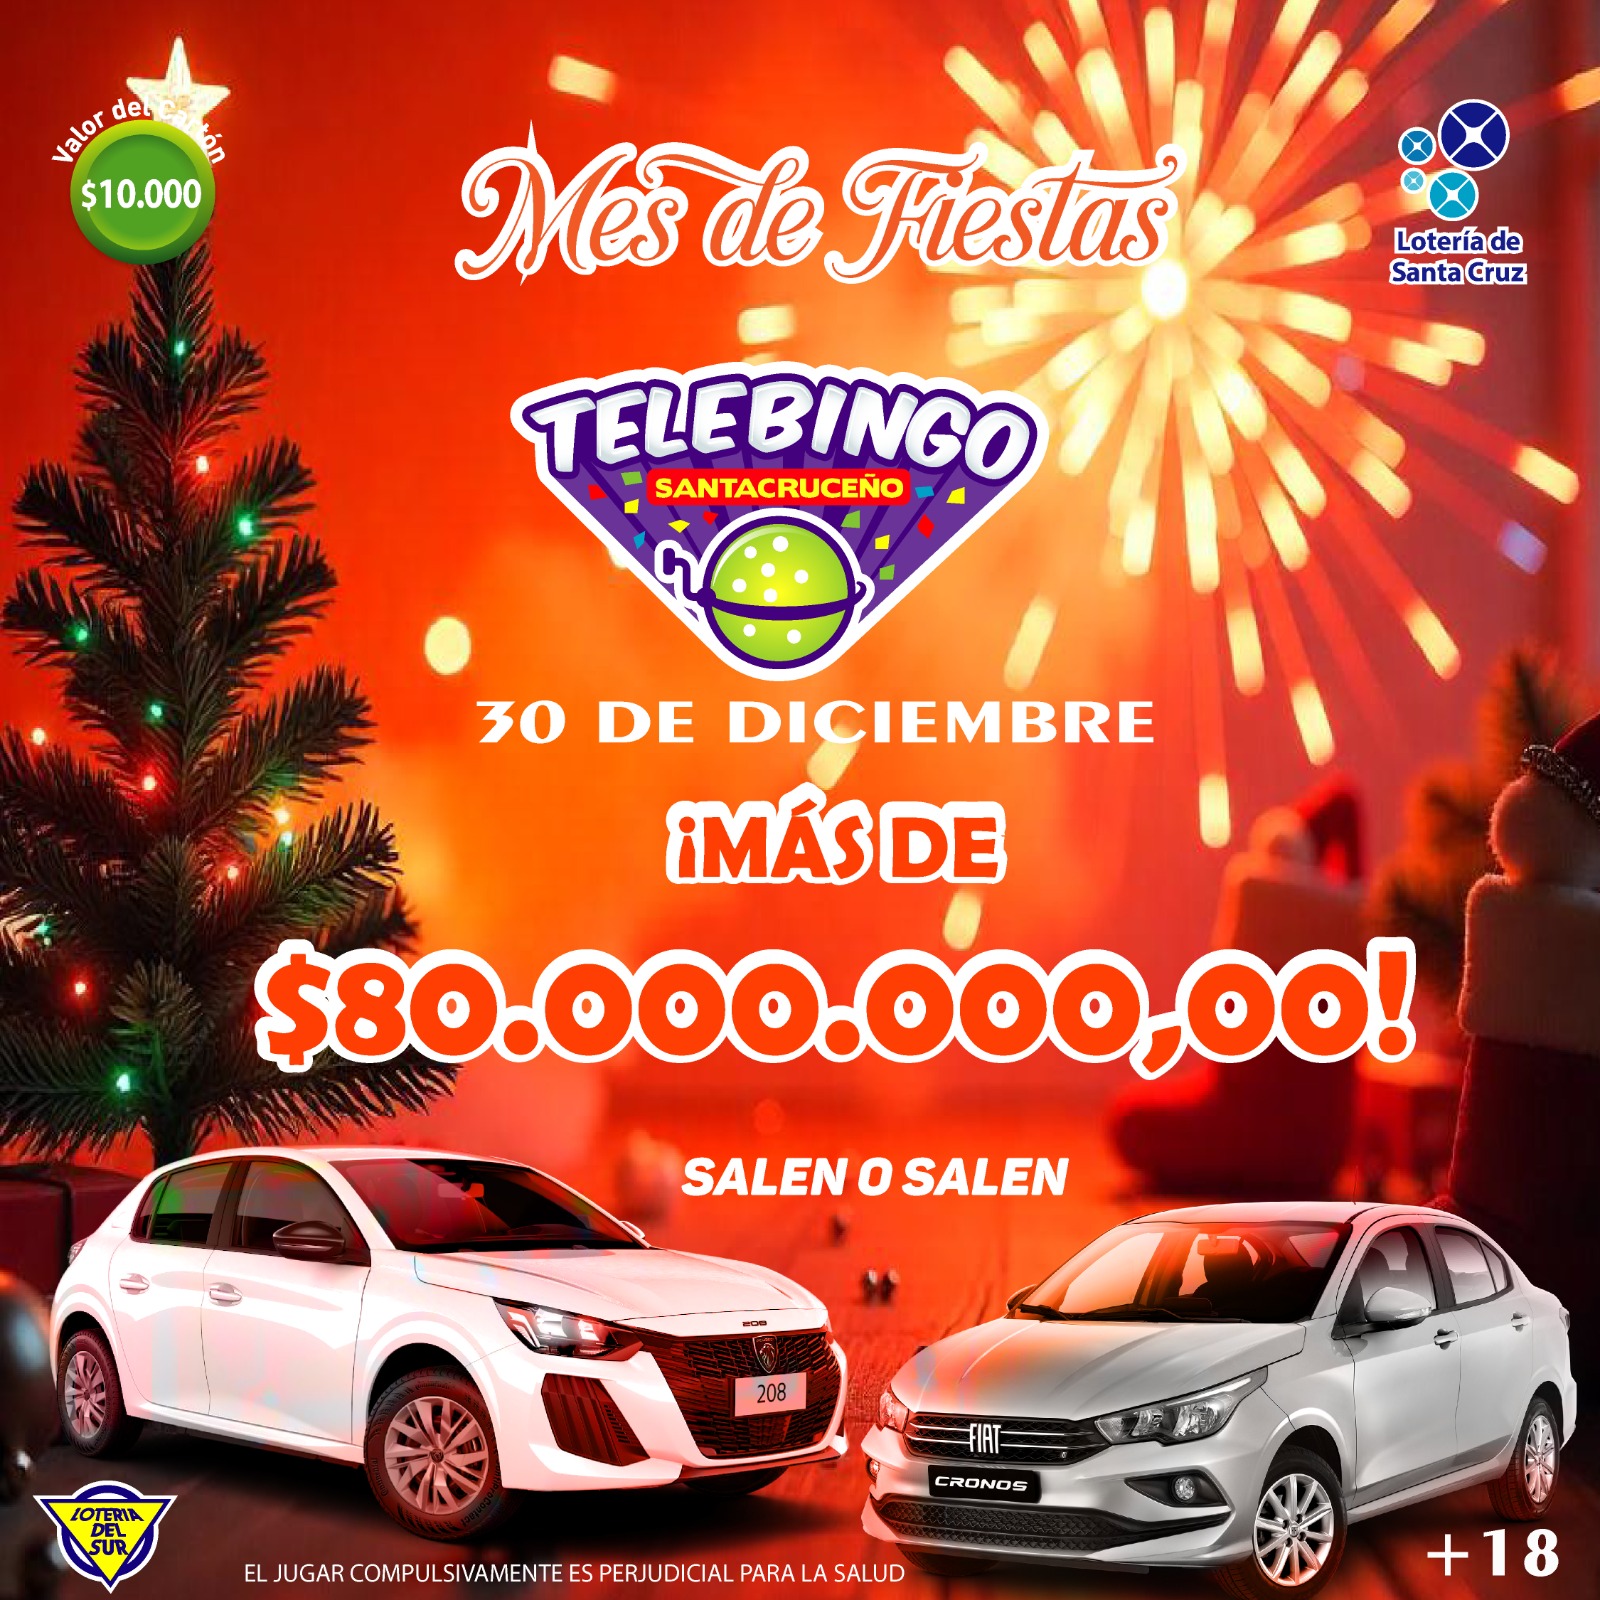 Valor del Cartón
$10.000
Mes de Fiestas
Lotería de
Santa Cruz
TELEBINGO
SANTACRUCEÑO
30 DE DICIEMBRE
¡MÁS DE
$80.000.000,00!
SALEN O SALEN
208
208
FIAT
CRONOS
LOTERIA
DEL
SUR
EL JUGAR COMPULSIVAMENTE ES PERJUDICIAL PARA LA SALUD
+18